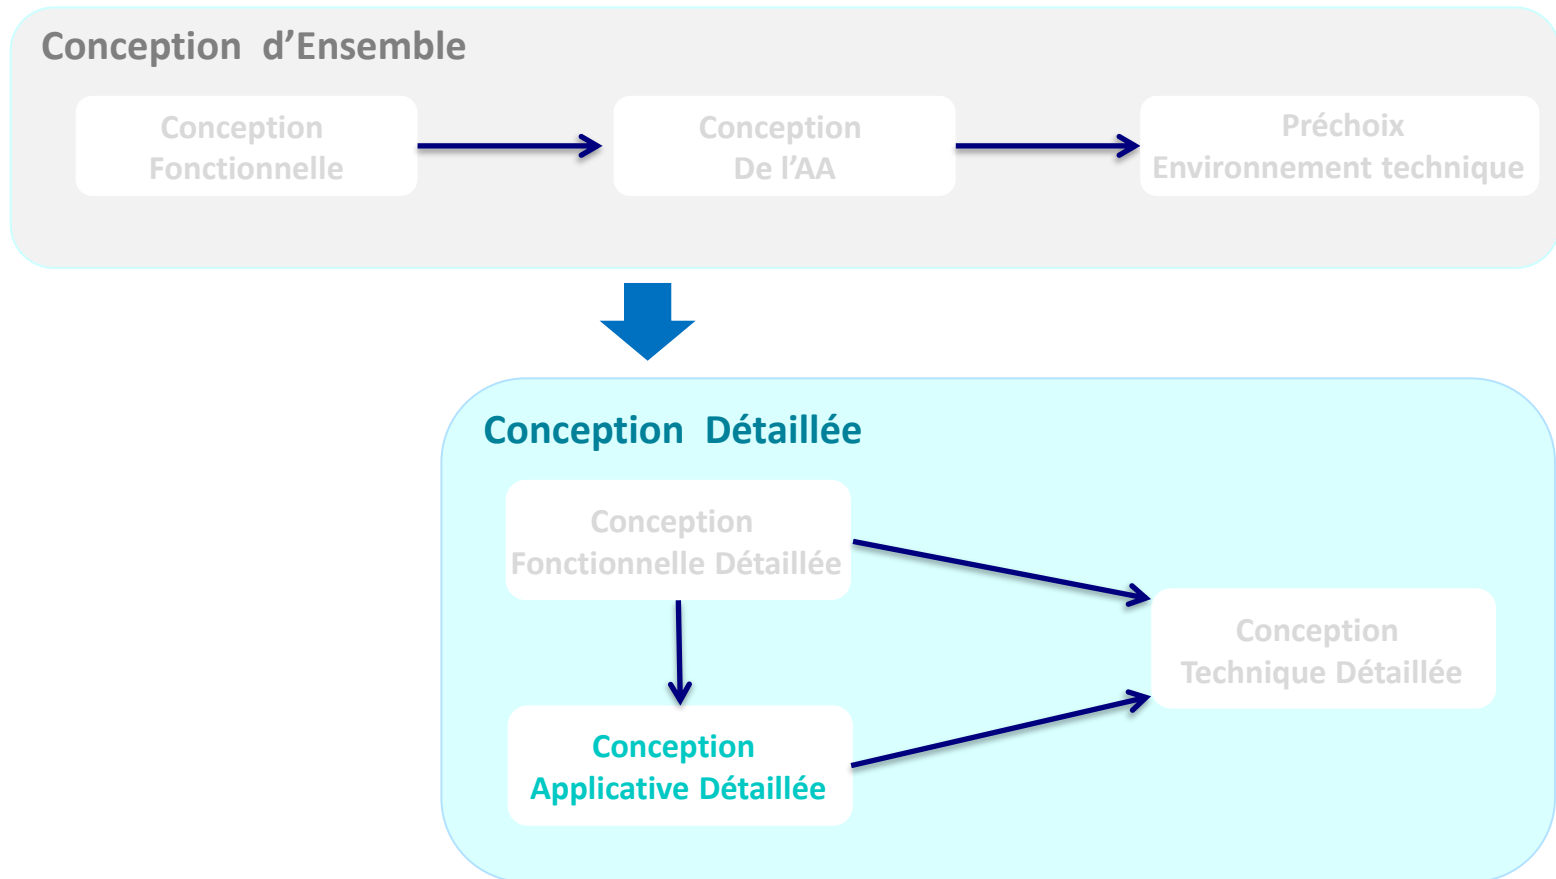 Conception d’Ensemble
Conception
Fonctionnelle
Conception
De l’AA
Préchoix
Environnement technique
Conception Détaillée
Conception
Fonctionnelle Détaillée
Conception
Technique Détaillée
Conception
Applicative Détaillée